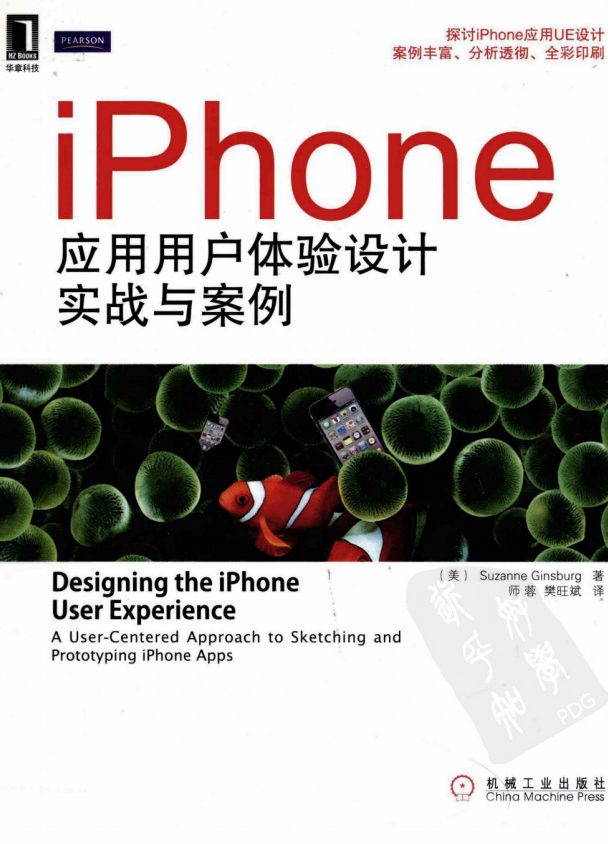 HZ BOOKS
华章科技
PEARSON
探讨iPhone应用UE设计
案例丰富、分析透彻、全彩印刷
iPhone
应用用户体验设计
实战与案例
Designing the iPhone
User Experience
A User-Centered Approach to Sketching and
Prototyping iPhone Apps
（美） Suzanne Ginsburg 著
师蓉 樊旺斌 译
PDG
机械工业出版社
China Machine Press